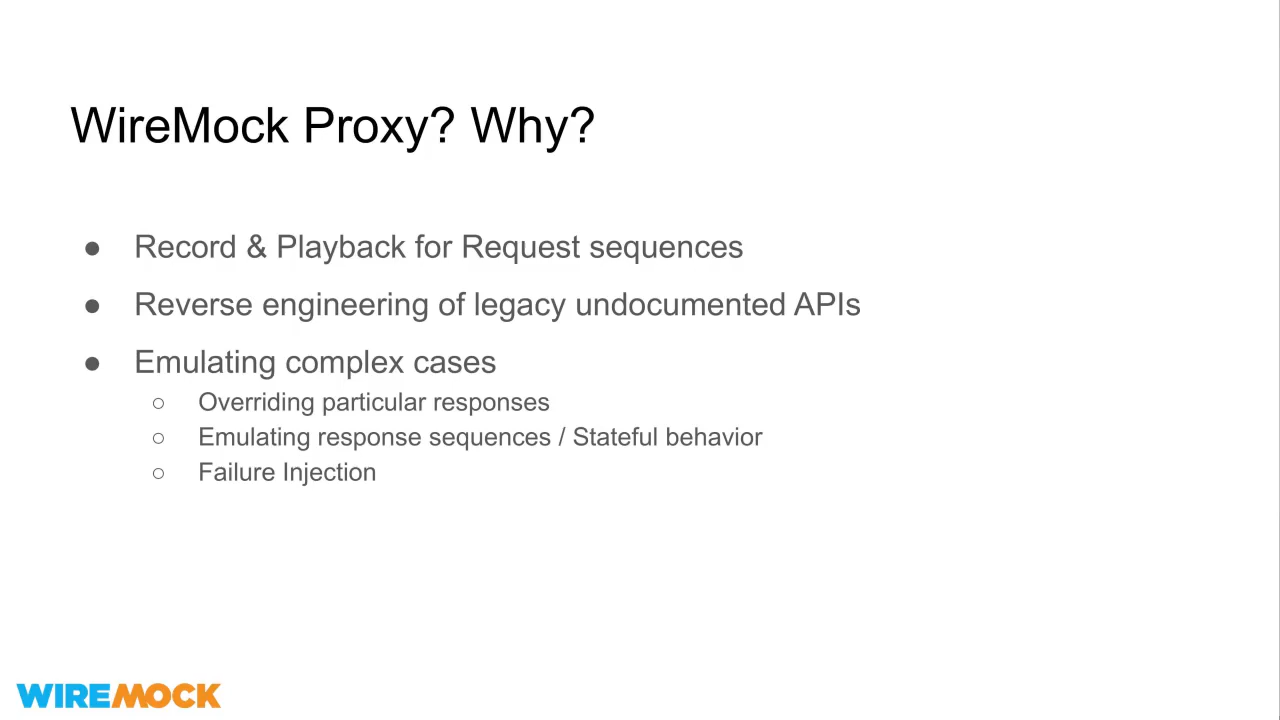 WireMock Proxy? Why?
● Record & Playback for Request sequences
● Reverse engineering of legacy undocumented APIs
● Emulating complex cases
○ Overriding particular responses
○ Emulating response sequences / Stateful behavior
○ Failure Injection
WIREMOCK